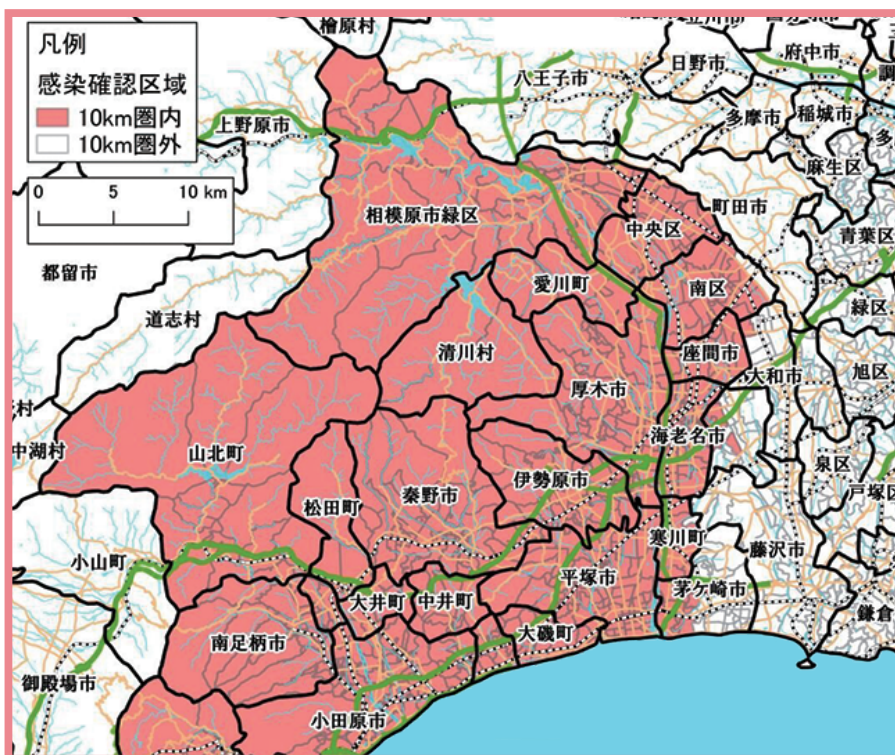 凡例
感染確認区域
10km圏内
10km圏外
0 5 10 km
檜原村
八王子市
日野市
府中市
調
上野原市
多摩市
稲城市
多
麻生区
町田市
相模原市緑区
中央区
青葉区
都留市
愛川町
南区
緑区
道志村
清川村
座間市
大和市
旭区
厚木市
村
中湖村
山北町
海老名市
泉区
松田町
秦野市
伊勢原市
戸塚区
小山町
寒川町
藤沢市
大井町
中井町
平塚市
茅ケ崎市
南足柄市
大磯町
鎌倉
御殿場市
小田原市